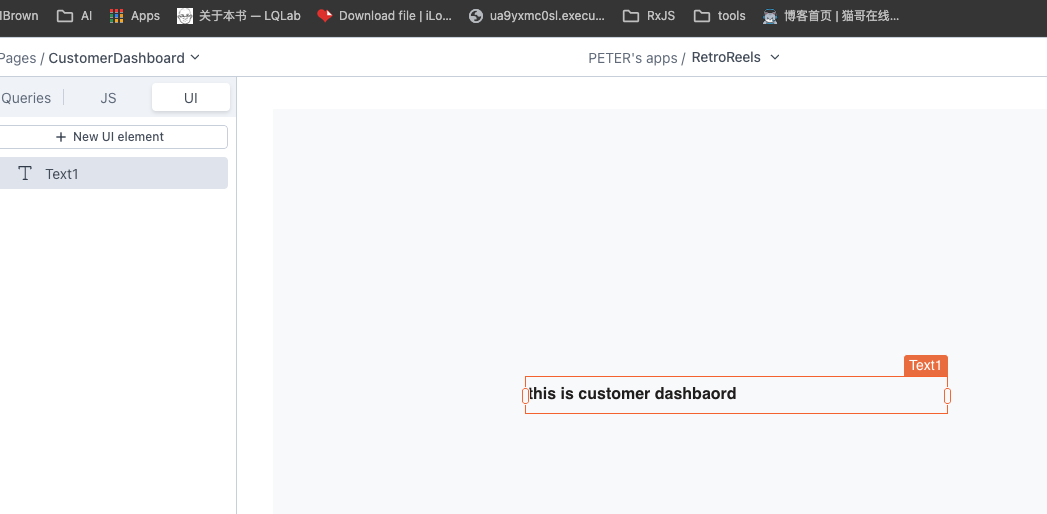 IBrown AI Apps 关于本书 — LQLab Download file | iLo... ua9yxmc0sl.execu... RxJS tools 博客首页 | 猫哥在线...
Pages / CustomerDashboard PETER's apps / RetroReels
Queries JS UI
+ New UI element
Text1
Text1
this is customer dashbaord